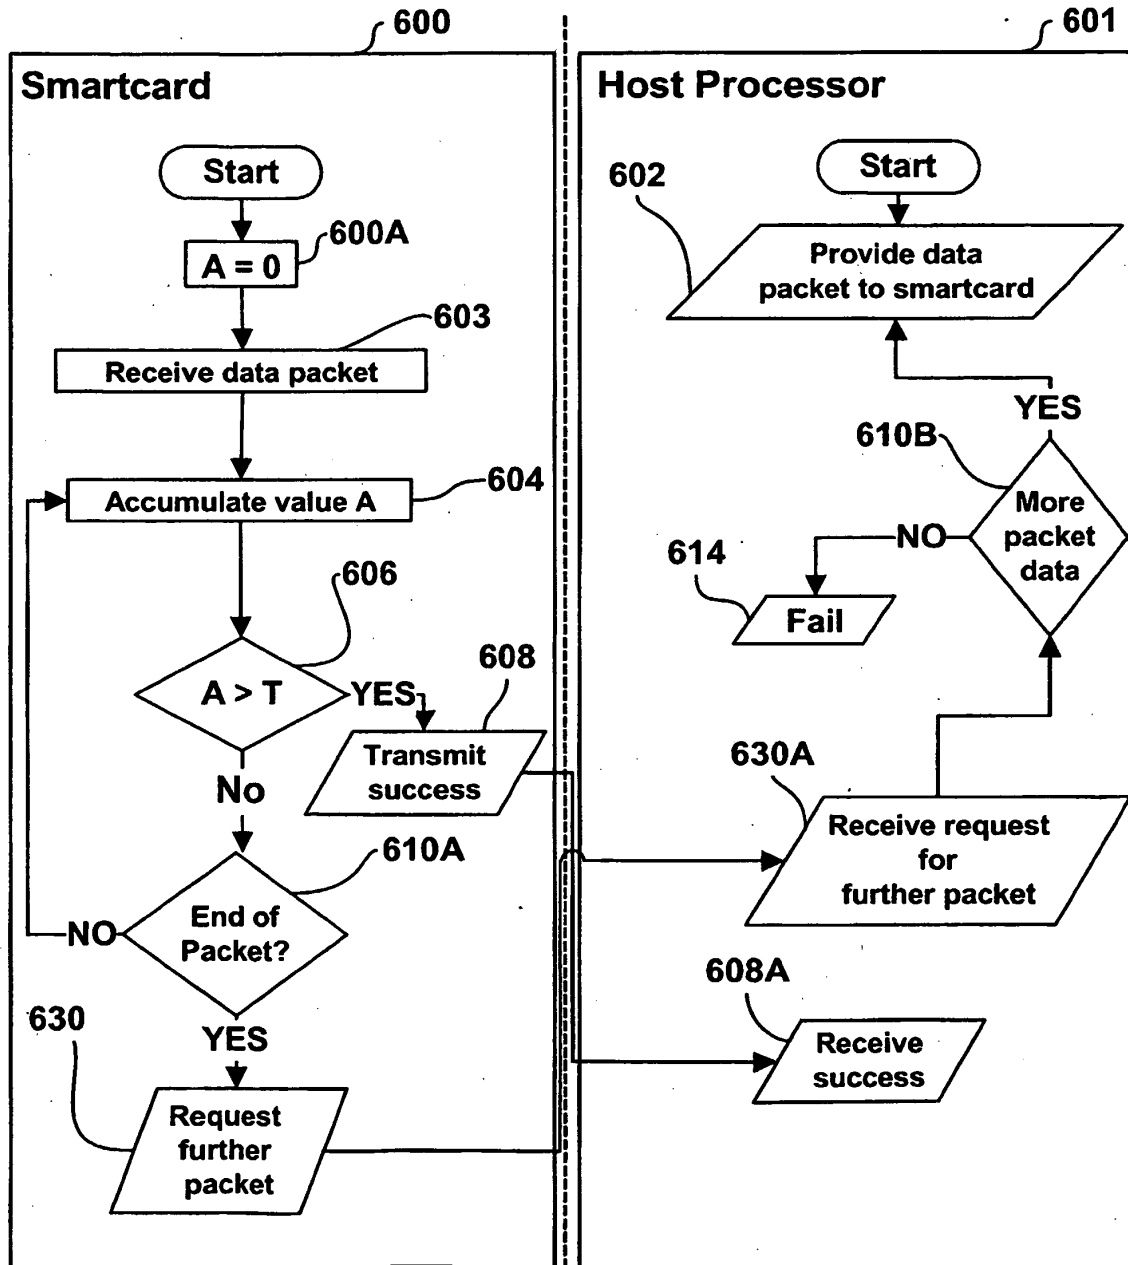 600
601
Smartcard
Host Processor
Start
Start
602
600A
A = 0
Provide data
packet to smartcard
603
Receive data packet
YES
610B
604
Accumulate value A
More
packet
data
NO
614
Fail
606
A > T
YES
608
Transmit
success
No
630A
Receive request
for
further packet
610A
End of
Packet?
NO
608A
Receive
success
630
YES
Request
further
packet